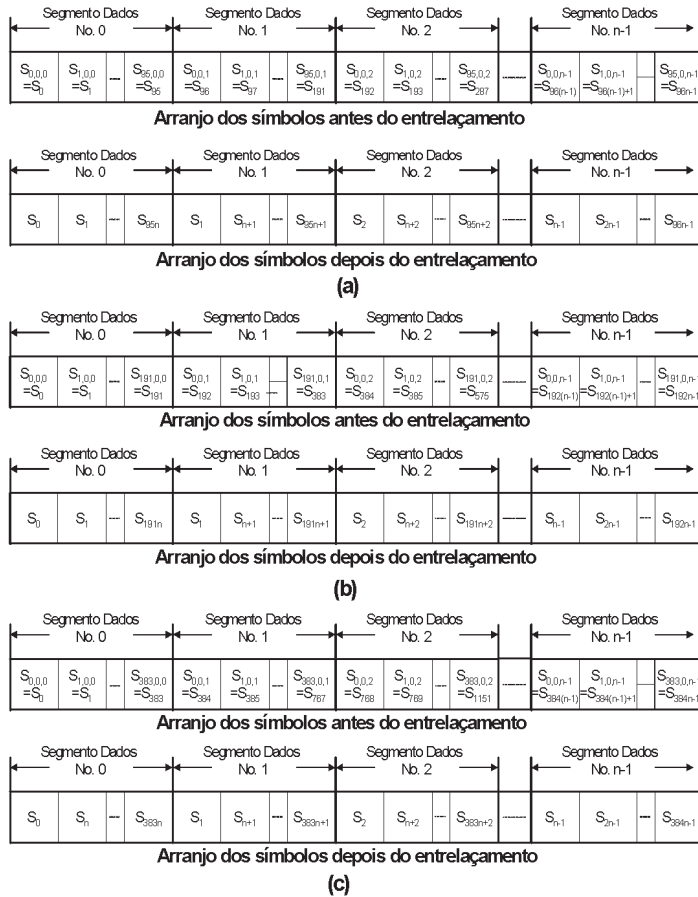 Segmento Dados Segmento Dados Segmento Dados Segmento Dados
No. 0 No. 1 No. 2 No. n-1
S0,0,0 S1,0,0 ---- S95,0,0 S0,0,1 S1,0,1 ---- S95,0,1 S0,0,2 S1,0,2 ---- S95,0,2 S0,0,n-1 S1,0,n-1 S95,0,n-1
=S0 =S1 =S95 =S96 =S97 =S191 =S192 =S193 =S287 =S96(n-1) =S96(n-1)+1 =S96n-1
Arranjo dos símbolos antes do entrelaçamento
Segmento Dados Segmento Dados Segmento Dados Segmento Dados
No. 0 No. 1 No. 2 No. n-1
S0 S1 ---- S95n S1 Sn+1 ---- S95n+1 S2 Sn+2 ---- S95n+2 Sn-1 S2n-1 ---- S96n-1
Arranjo dos símbolos depois do entrelaçamento
(a)
Segmento Dados Segmento Dados Segmento Dados Segmento Dados
No. 0 No. 1 No. 2 No. n-1
S0,0,0 S1,0,0 ---- S191,0,0 S0,0,1 S1,0,1 S191,0,1 S0,0,2 S1,0,2 ---- S191,0,2 S0,0,n-1 S1,0,n-1 ---- S191,0,n-1
=S0 =S1 =S191 =S192 =S193 =S383 =S384 =S385 =S575 =S192(n-1) =S192(n-1)+1 =S192n-1
Arranjo dos símbolos antes do entrelaçamento
Segmento Dados Segmento Dados Segmento Dados Segmento Dados
No. 0 No. 1 No. 2 No. n-1
S0 S1 ---- S191n S1 Sn+1 ---- S191n+1 S2 Sn+2 ---- S191n+2 Sn-1 S2n-1 ---- S192n-1
Arranjo dos símbolos depois do entrelaçamento
(b)
Segmento Dados Segmento Dados Segmento Dados Segmento Dados
No. 0 No. 1 No. 2 No. n-1
S0,0,0 S1,0,0 ---- S383,0,0 S0,0,1 S1,0,1 ---- S383,0,1 S0,0,2 S1,0,2 ---- S383,0,2 S0,0,n-1 S1,0,n-1 S383,0,n-1
=S0 =S1 =S383 =S384 =S385 =S767 =S768 =S769 =S1151 =S384(n-1) =S384(n-1)+1 =S384n-1
Arranjo dos símbolos antes do entrelaçamento
Segmento Dados Segmento Dados Segmento Dados Segmento Dados
No. 0 No. 1 No. 2 No. n-1
S0 Sn ---- S383n S1 Sn+1 ---- S383n+1 S2 Sn+2 ---- S383n+2 Sn-1 S2n-1 ---- S384n-1
Arranjo dos símbolos depois do entrelaçamento
(c)